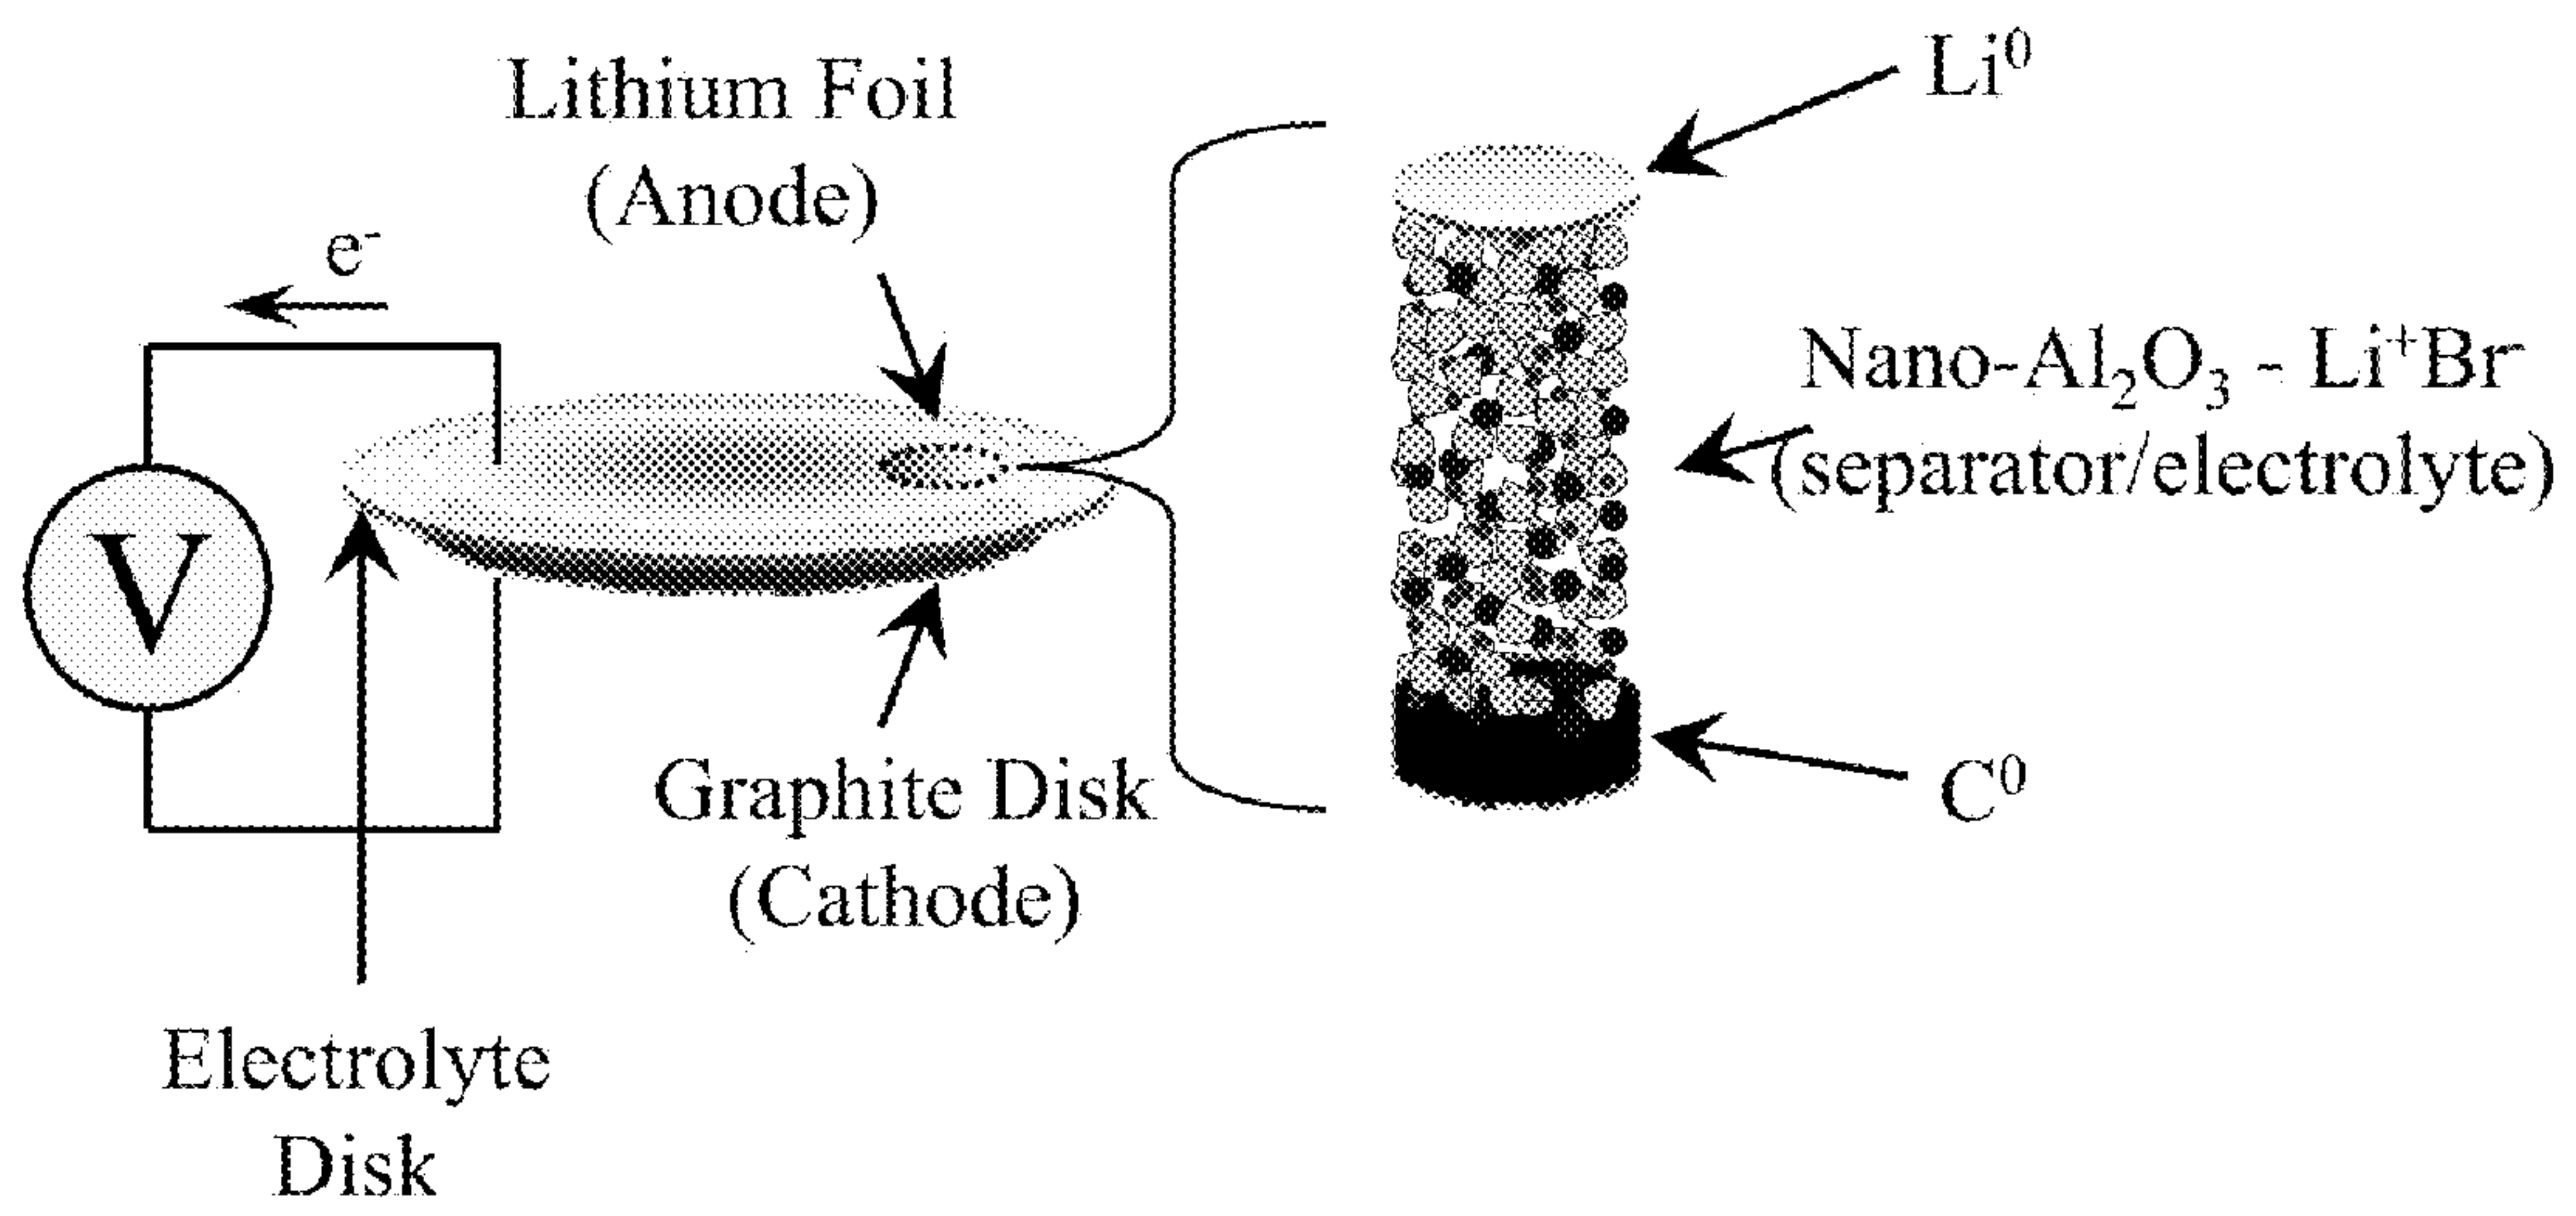 Lithium Foil
(Anode)
e⁻
V
Electrolyte
Disk
Graphite Disk
(Cathode)
Li⁰
Nano-Al₂O₃ - Li⁺Br⁻
(separator/electrolyte)
C⁰